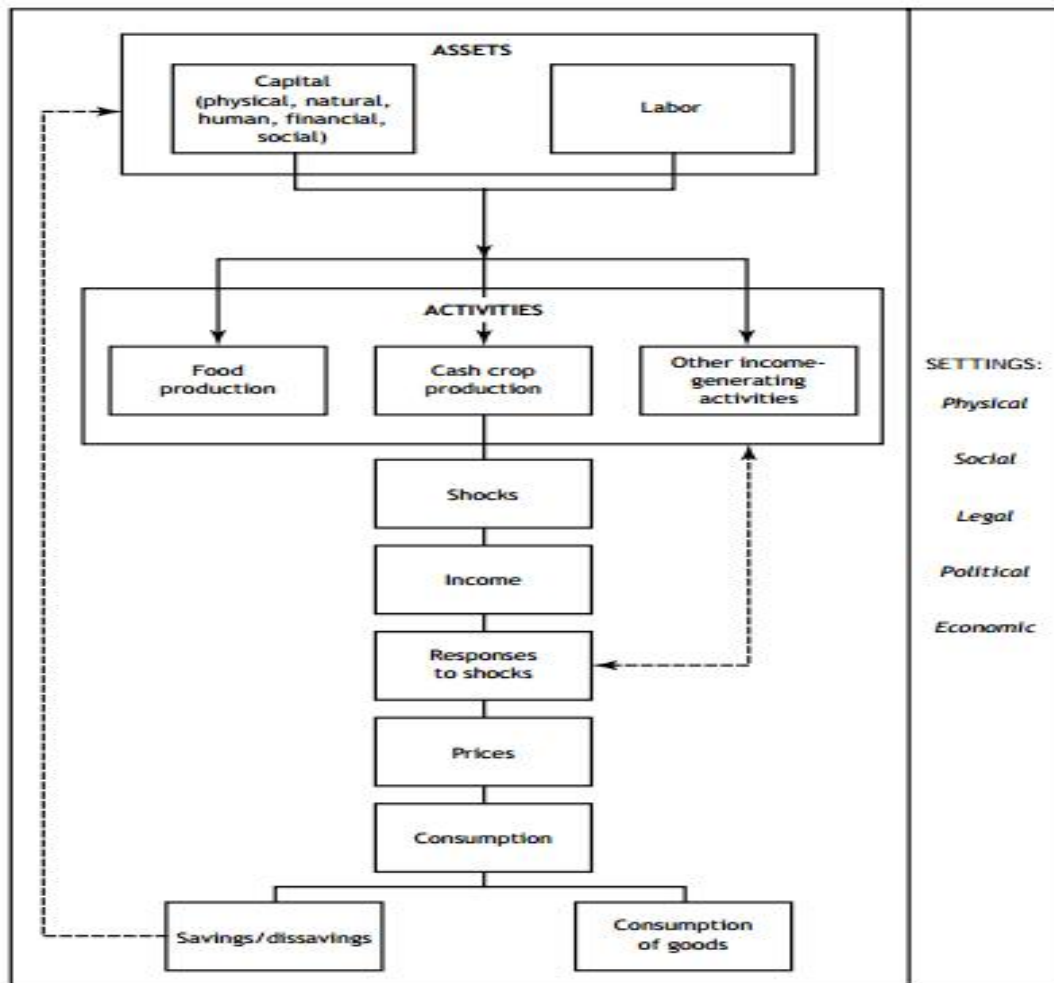 ASSETS
Capital
(physical, natural,
human, financial,
social)
Labor
ACTIVITIES
Food
production
Cash crop
production
Other income-
generating
activities
Shocks
Income
Responses
to shocks
Prices
Consumption
Savings/dissavings
Consumption
of goods
SETTINGS:
Physical
Social
Legal
Political
Economic